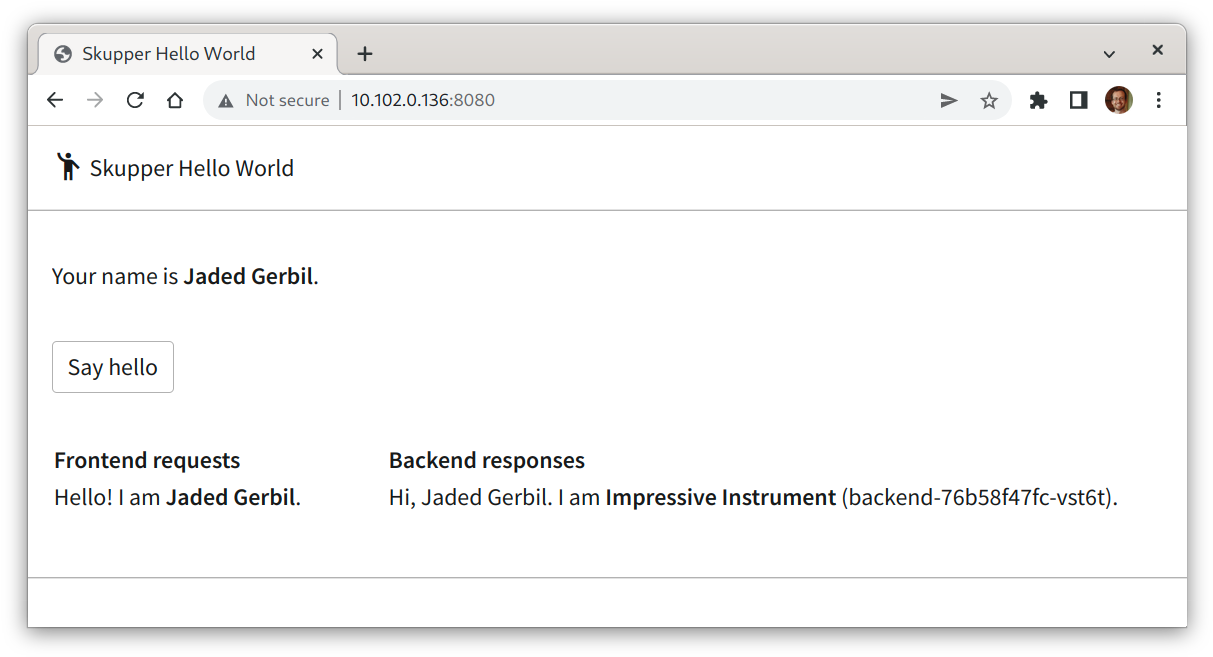 Skupper Hello World
Not secure 10.102.0.136:8080
Skupper Hello World
Your name is Jaded Gerbil.
Say hello
Frontend requests Backend responses
Hello! I am Jaded Gerbil. Hi, Jaded Gerbil. I am Impressive Instrument (backend-76b58f47fc-vst6t).